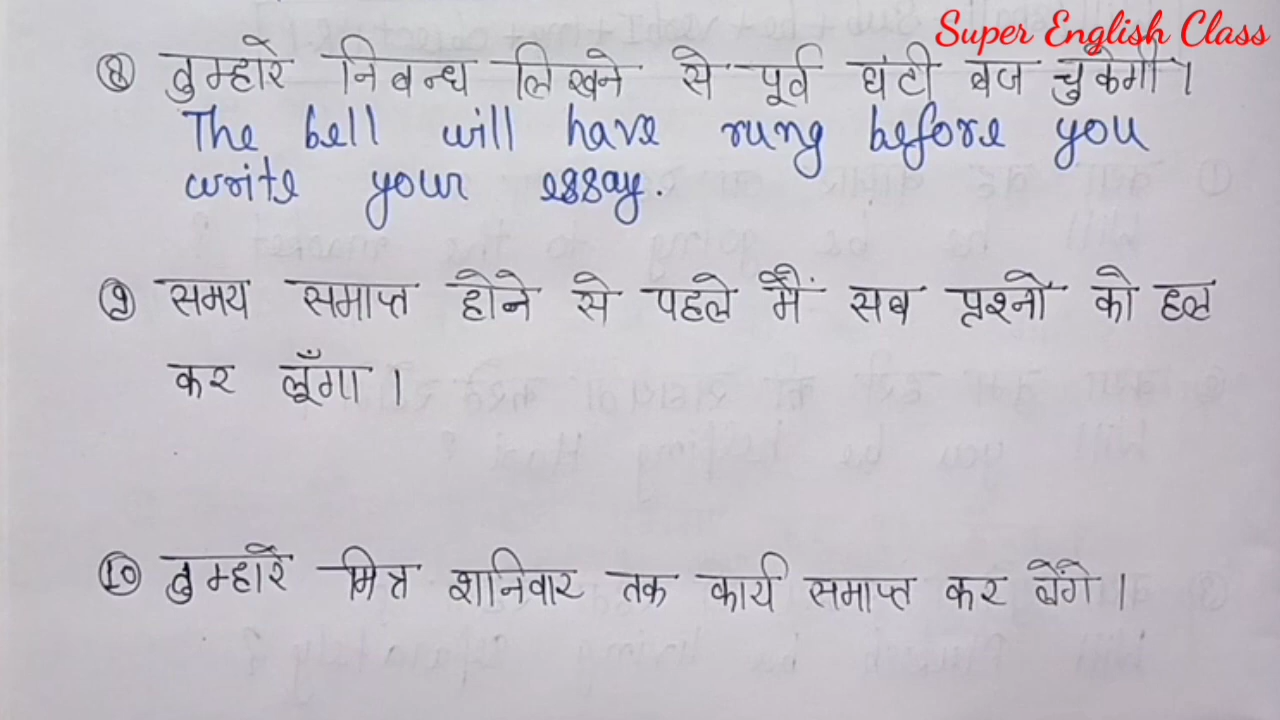 Super English Class
⑧ तुम्हारे निबन्ध लिखने से पूर्व घंटी बज चुकेगी।
The bell will have rung before you
write your essay.
⑨ समय समाप्त होने से पहले मैं सब प्रश्नों को हल
कर लूँगा।
⑩ तुम्हारे मित्र शनिवार तक कार्य समाप्त कर लेंगे।